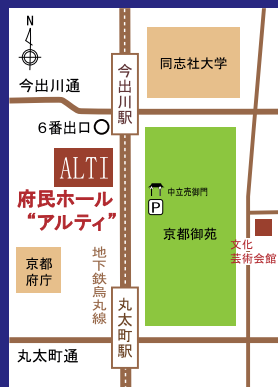 N
同志社大学
今出川通
今出川駅
6番出口
ALTI
府民ホール
“アルティ”
中立売御門
P
京都御苑
文化
芸術会館
京都
府庁
地下鉄烏丸線
丸太町駅
丸太町通